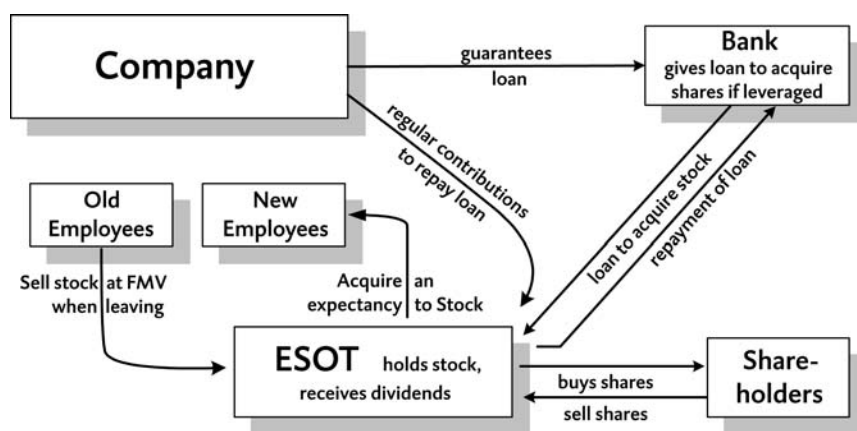 Company
guarantees
loan
Bank
gives loan to acquire
shares if leveraged
regular contributions
to repay loan
loan to acquire stock
repayment of loan
Old
Employees
New
Employees
Sell stock at FMV
when leaving
Acquire an
expectancy to Stock
ESOT holds stock,
receives dividends
buys shares
sell shares
Share-
holders